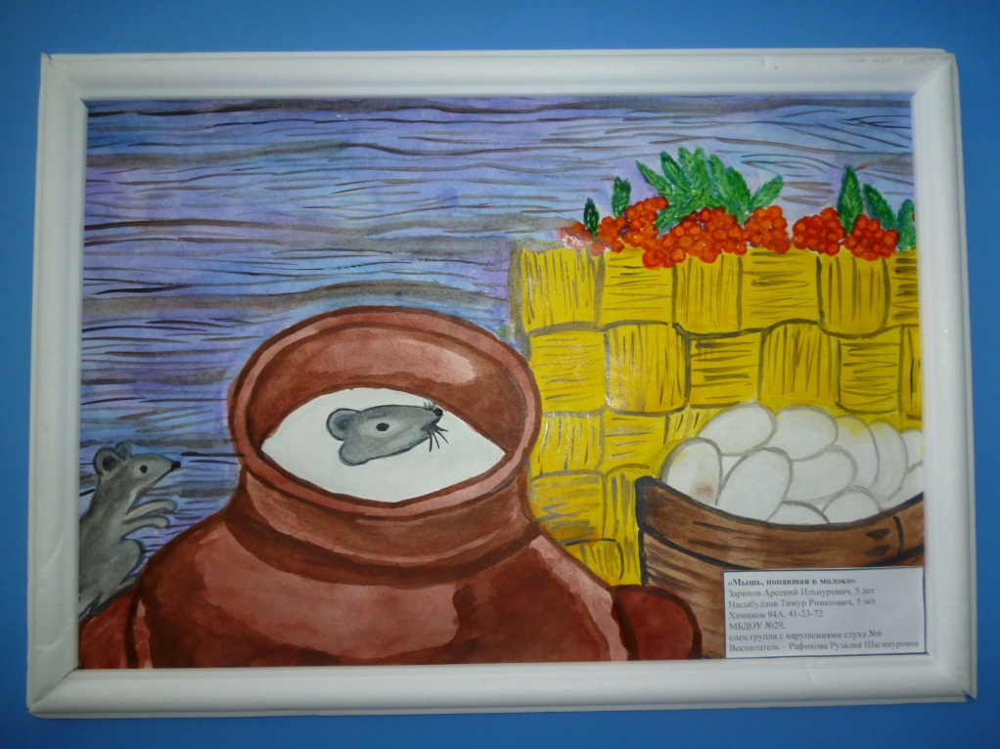 «Мышь, попавшая в молоко»
Зарипов Арсений Ильнурович, 5 лет
Насыбуллов Тимур Ринатович, 5 лет
Химиков 94А, 41-23-72
МБДОУ №29,
спец.группа с нарушениями слуха №6
Воспитатель – Рафикова Рузалия Шагинуровна